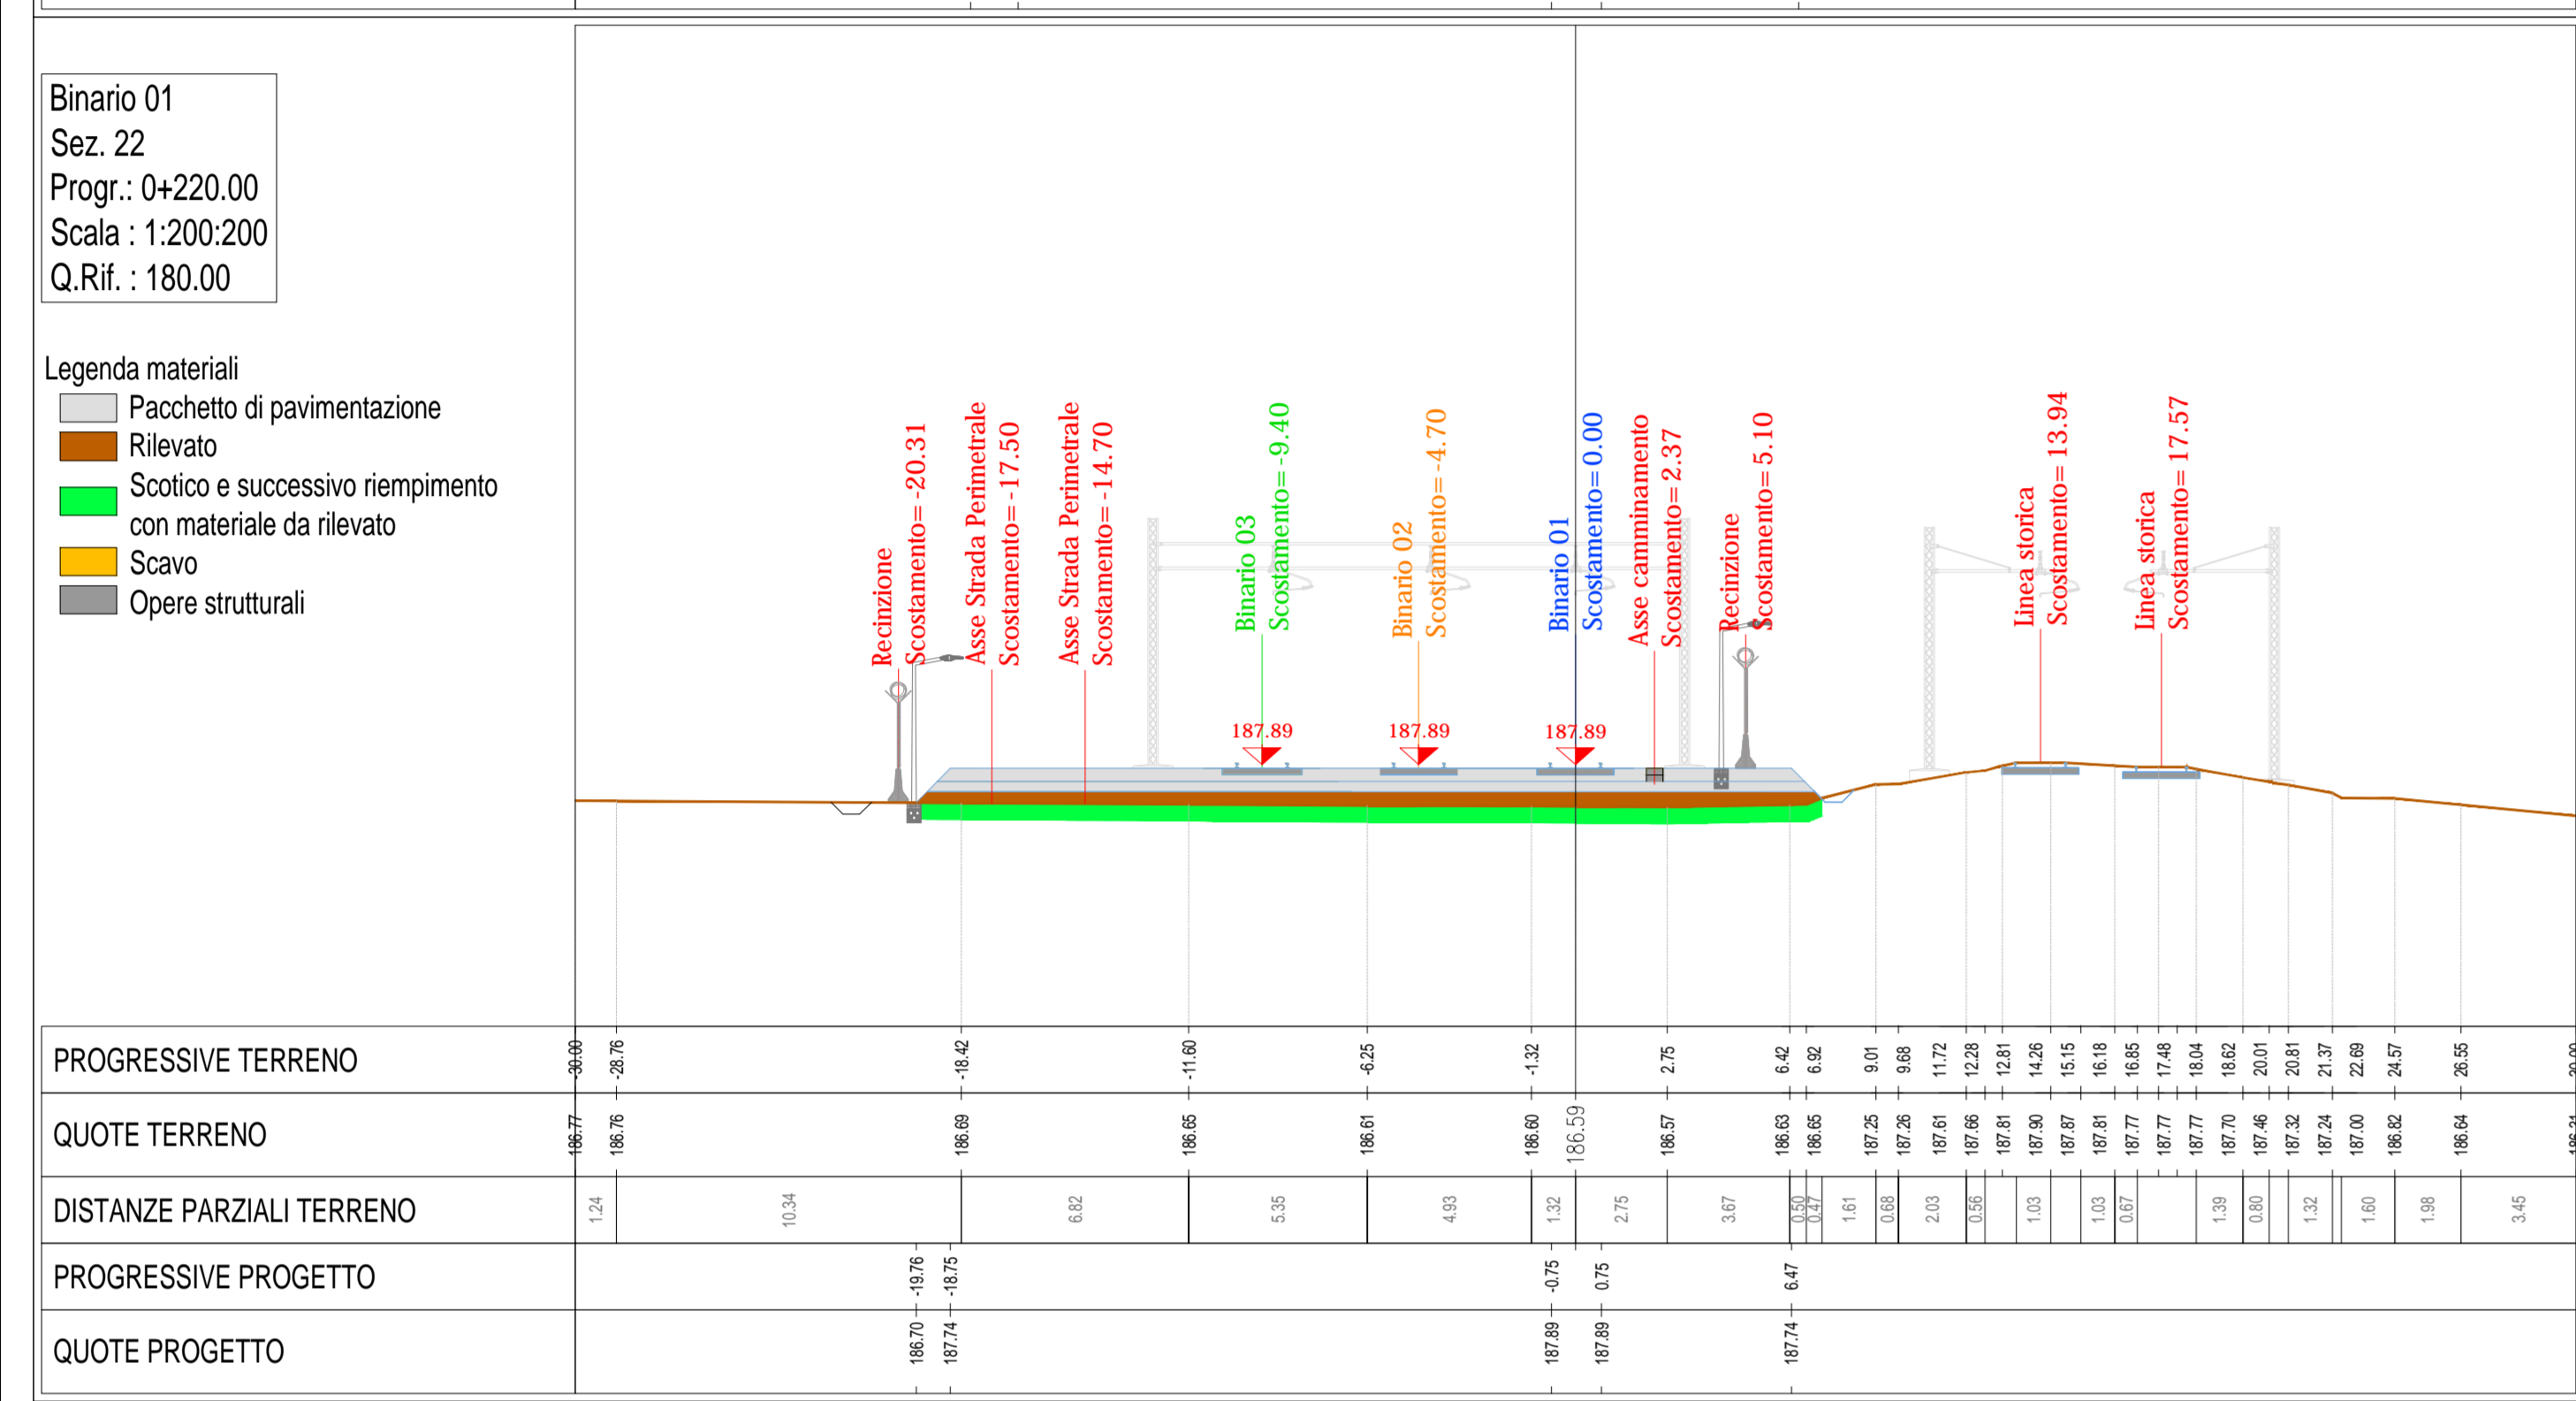 Binario 01
Sez. 22
Progr.: 0+220.00
Scala : 1:200:200
Q.Rif. : 180.00
Legenda materiali
Pacchetto di pavimentazione
Rilevato
Scotico e successivo riempimento
con materiale da rilevato
Scavo
Opere strutturali
Recinzione
Scostamento= -20.31
Asse Strada Perimetrale
Scostamento= -17.50
Asse Strada Perimetrale
Scostamento= -14.70
Binario 03
Scostamento= -9.40
Binario 02
Scostamento= -4.70
Binario 01
Scostamento= 0.00
Asse camminamento
Scostamento= 2.37
Recinzione
Scostamento= 5.10
Linea storica
Scostamento= 13.94
Linea storica
Scostamento= 17.57
187.89 187.89 187.89
PROGRESSIVE TERRENO -30.00 -28.76 -18.42 -11.60 -6.25 -1.32 2.75 6.42 6.92 9.01 9.68 11.72 12.28 12.81 14.26 15.15 16.18 16.85 17.48 18.04 18.62 20.01 20.81 21.37 22.69 24.57 26.55
QUOTE TERRENO 186.77 186.76 186.69 186.65 186.61 186.60 186.59 186.57 186.63 186.65 187.25 187.26 187.61 187.66 187.81 187.90 187.87 187.81 187.77 187.77 187.77 187.70 187.46 187.32 187.24 187.00 186.82 186.64
DISTANZE PARZIALI TERRENO 1.24 10.34 6.82 5.35 4.93 1.32 2.75 3.67 0.50 0.47 1.61 0.68 2.03 0.56 1.03 1.03 0.67 1.39 0.80 1.32 1.60 1.98 3.45
PROGRESSIVE PROGETTO -19.76 -18.75 -0.75 0.75 6.47
QUOTE PROGETTO 186.70 187.74 187.89 187.89 187.74